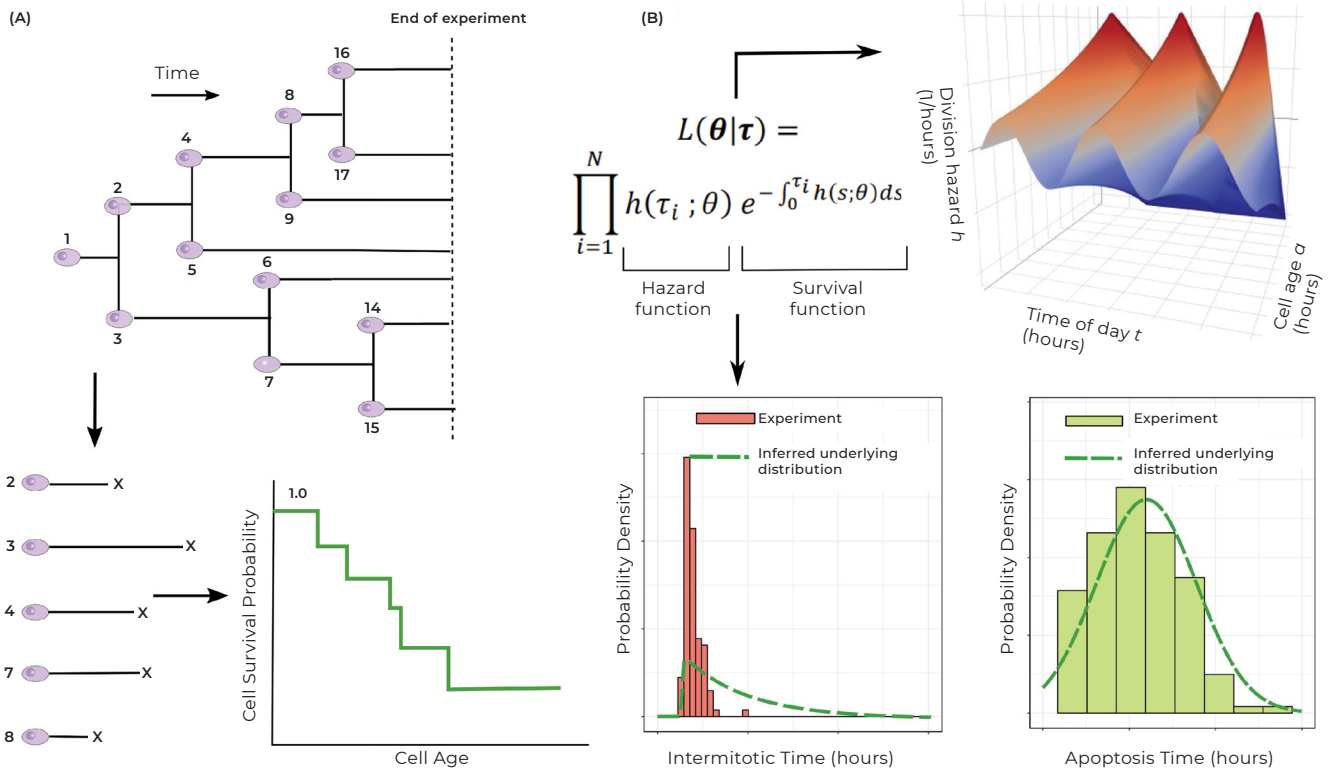 (A)
End of experiment
Time
1
2
3
4
5
6
7
8
9
14
15
16
17
2 X
3 X
4 X
7 X
8 X
1.0
Cell Survival Probability
Cell Age
(B)
L(θ|τ) =
∏ᵢ₌₁ᴺ h(τᵢ ; θ) e^{− ∫₀^{τᵢ} h(s;θ)ds}
Hazard
function
Survival
function
Division hazard h
(1/hours)
Time of day t
(hours)
Cell age a
(hours)
Experiment
Inferred underlying
distribution
Probability Density
Intermitotic Time (hours)
Experiment
Inferred underlying
distribution
Probability Density
Apoptosis Time (hours)